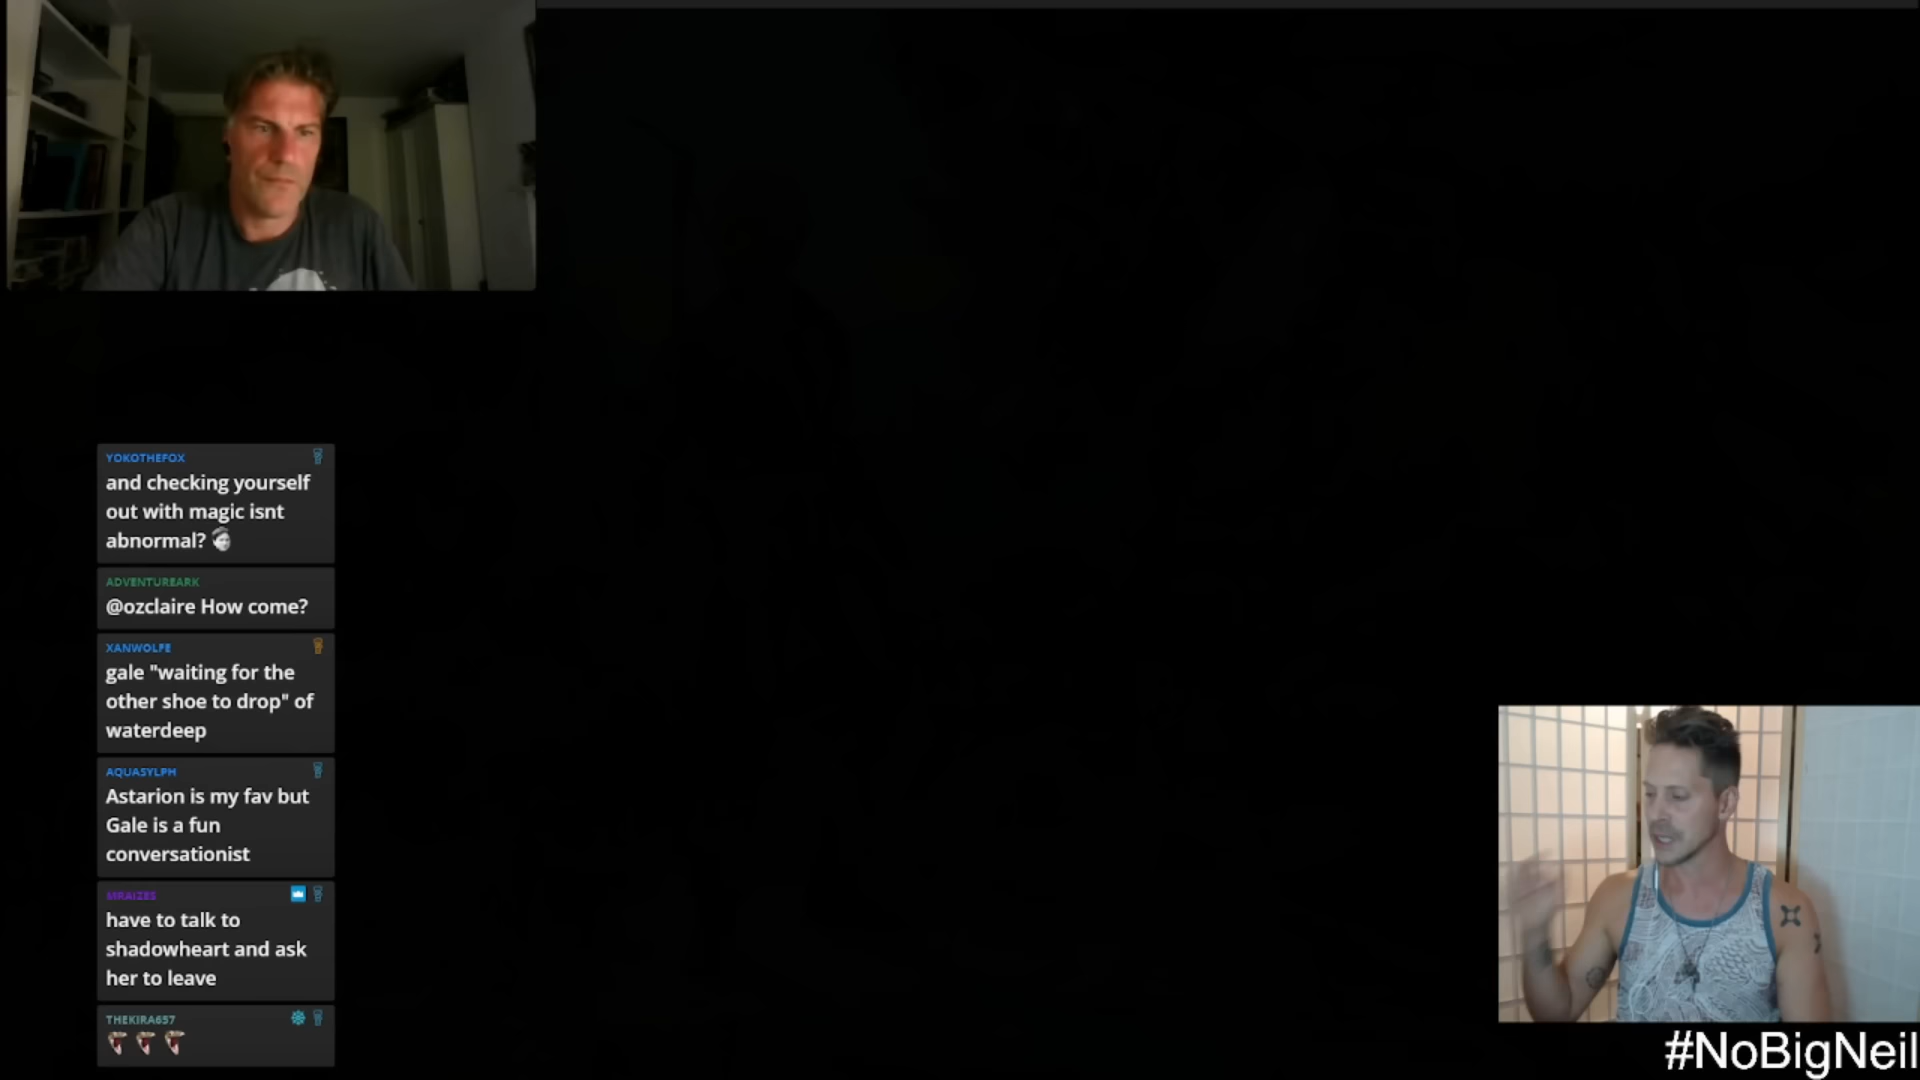 YOKOTHEFOX
and checking yourself
out with magic isnt
abnormal?
ADVENTUREARK
@ozclaire How come?
XANWOLFE
gale "waiting for the
other shoe to drop" of
waterdeep
AQUASYLPH
Astarion is my fav but
Gale is a fun
conversationist
MRAIZES
have to talk to
shadowheart and ask
her to leave
THEKIRA657
#NoBigNeil